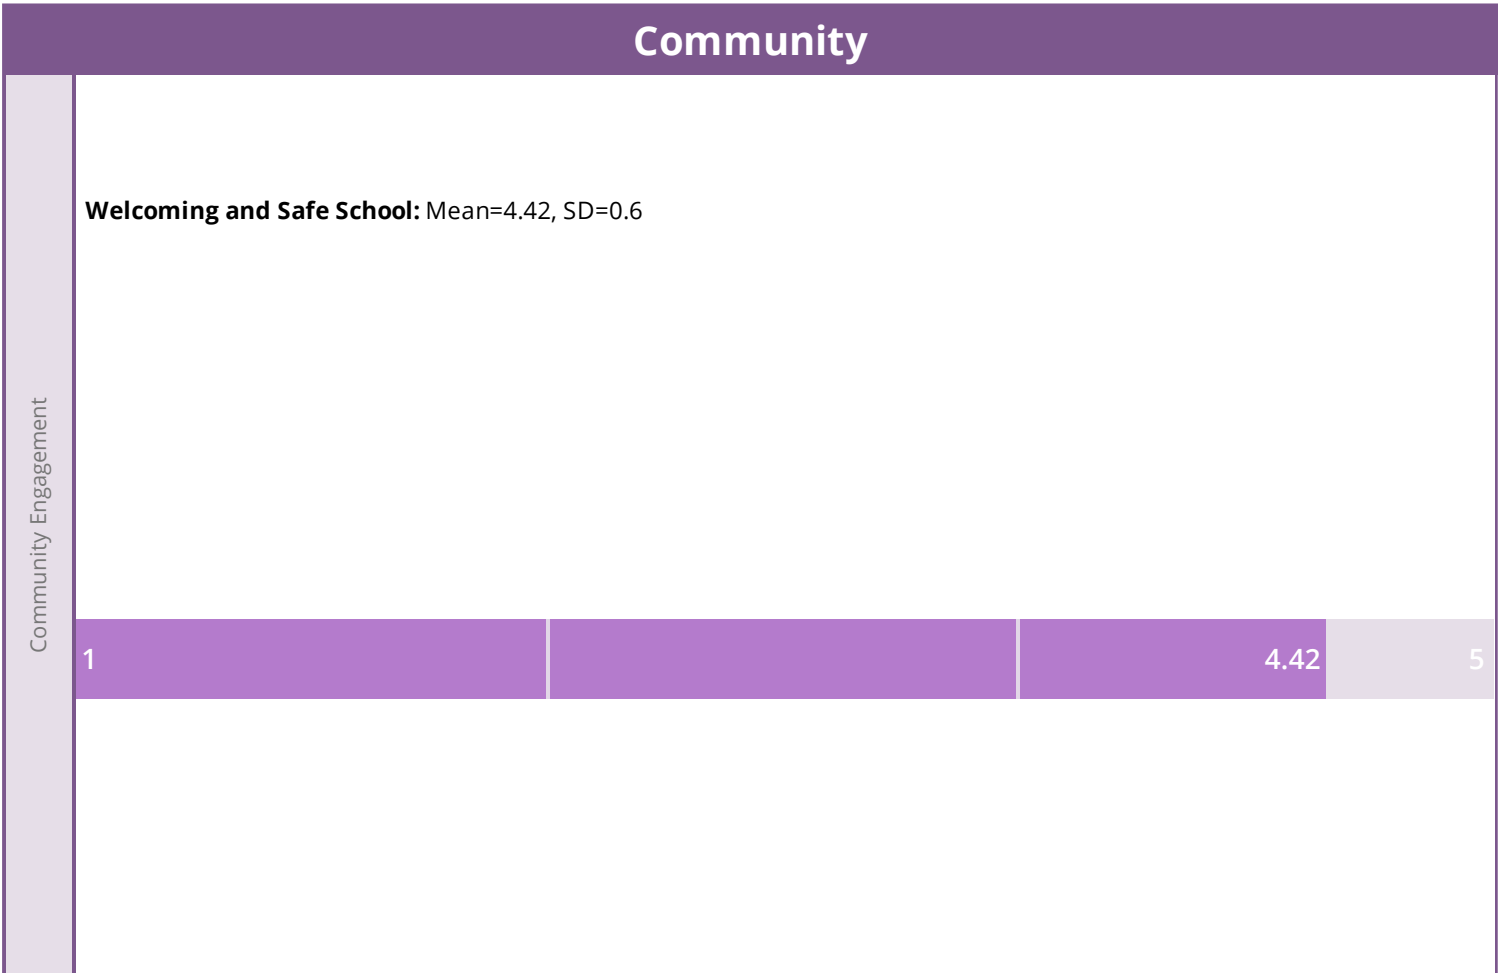 Community
Community Engagement
Welcoming and Safe School: Mean=4.42, SD=0.6
1 4.42 5